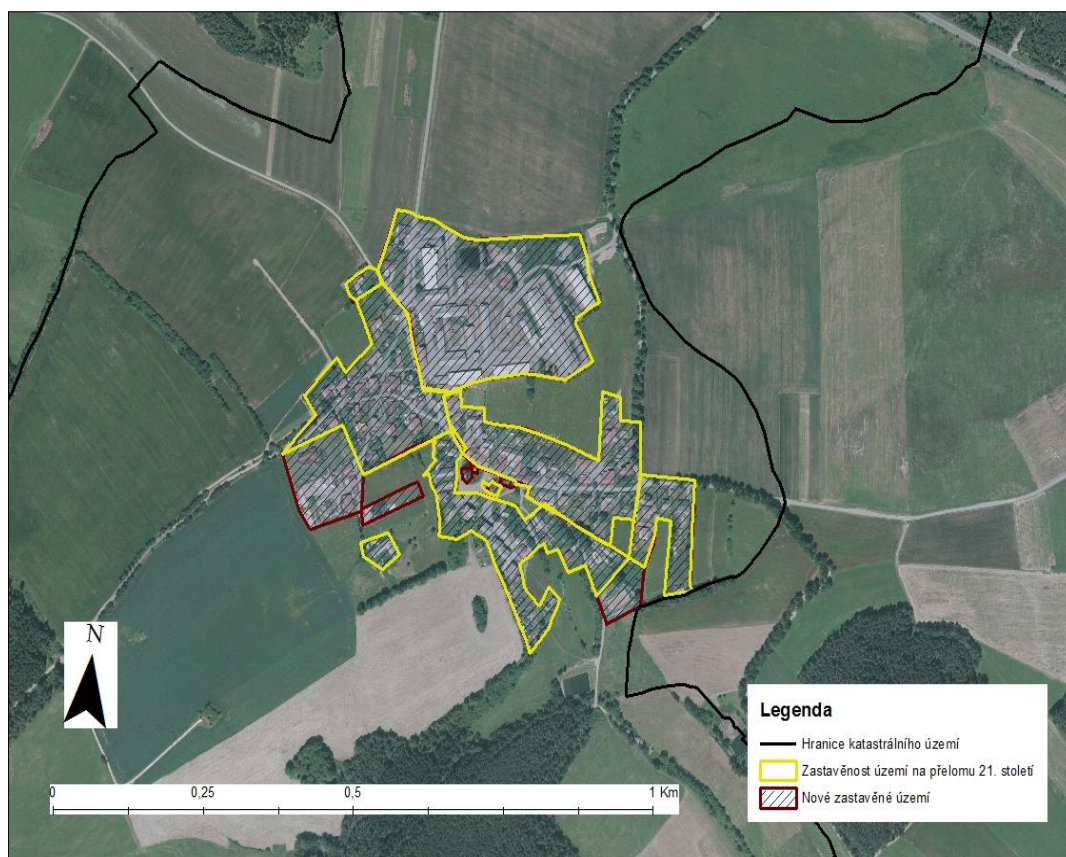 N
0 0,25 0,5 1 Km
Legenda
Hranice katastrálního území
Zastavěnost území na přelomu 21. století
Nové zastavěné území